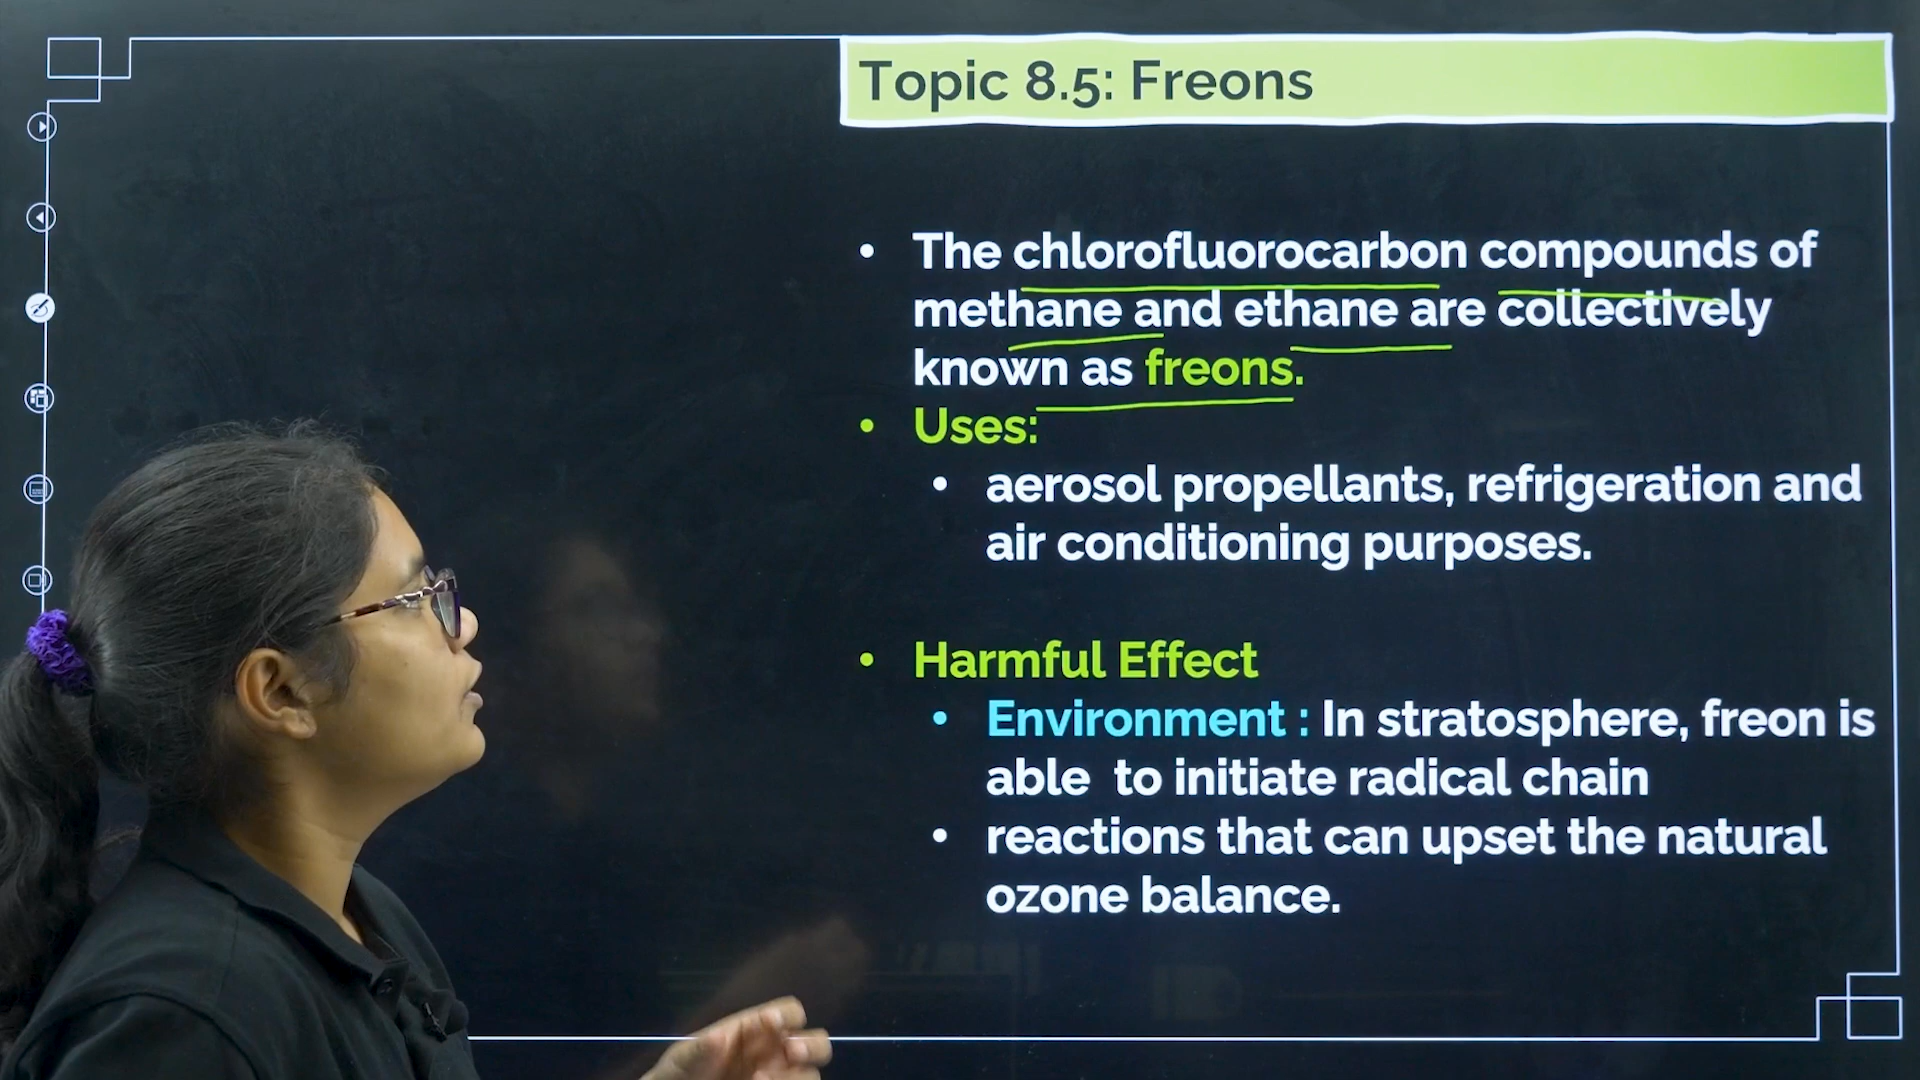 Topic 8.5: Freons
• The chlorofluorocarbon compounds of
methane and ethane are collectively
known as freons.
• Uses:
• aerosol propellants, refrigeration and
air conditioning purposes.
• Harmful Effect
• Environment : In stratosphere, freon is
able to initiate radical chain
• reactions that can upset the natural
ozone balance.